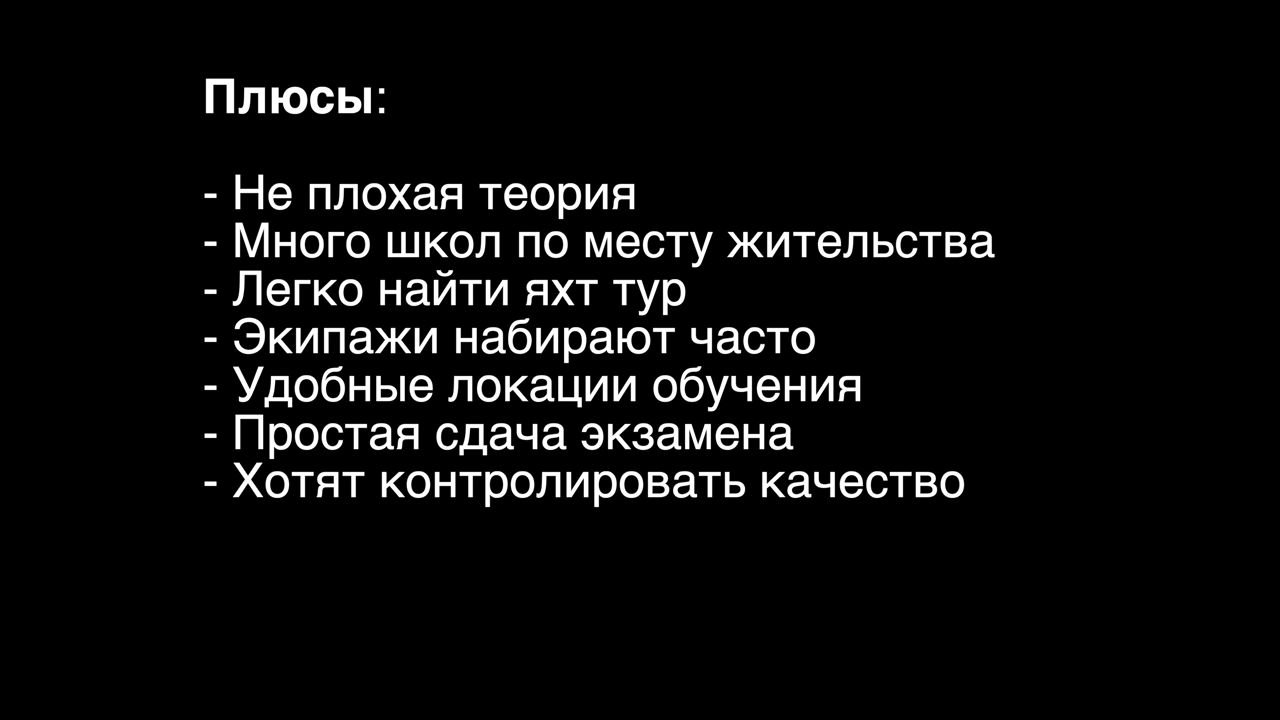 Плюсы:
- Не плохая теория
- Много школ по месту жительства
- Легко найти яхт тур
- Экипажи набирают часто
- Удобные локации обучения
- Простая сдача экзамена
- Хотят контролировать качество